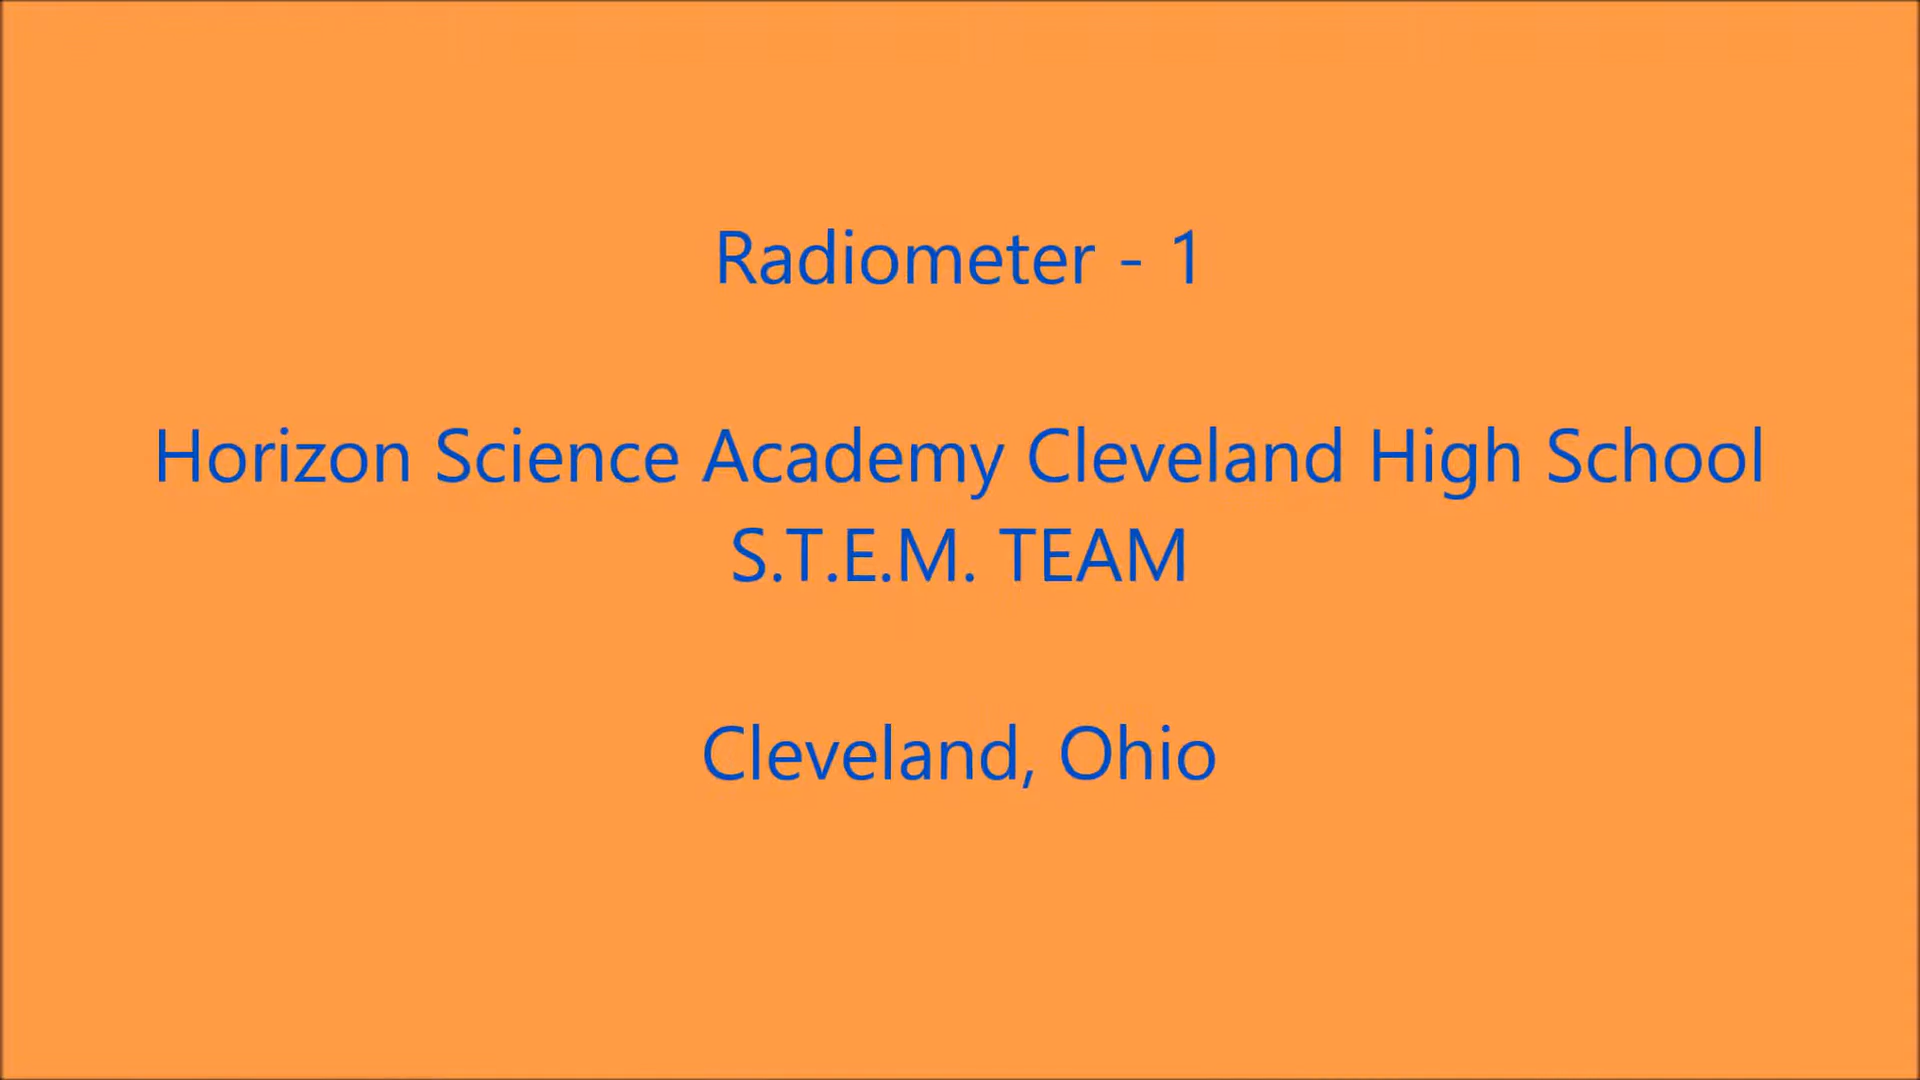 Radiometer - 1
Horizon Science Academy Cleveland High School
S.T.E.M. TEAM
Cleveland, Ohio